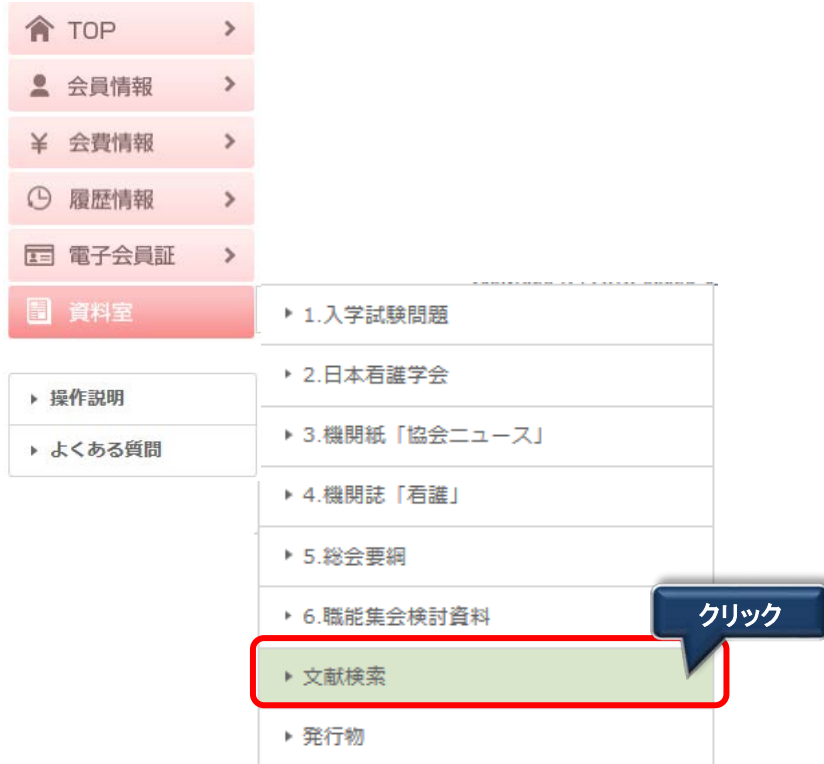 TOP
会員情報
会費情報
履歴情報
電子会員証
資料室
操作説明
よくある質問
1.入学試験問題
2.日本看護学会
3.機関紙「協会ニュース」
4.機関誌「看護」
5.総会要綱
6.職能集会検討資料
クリック
文献検索
発行物